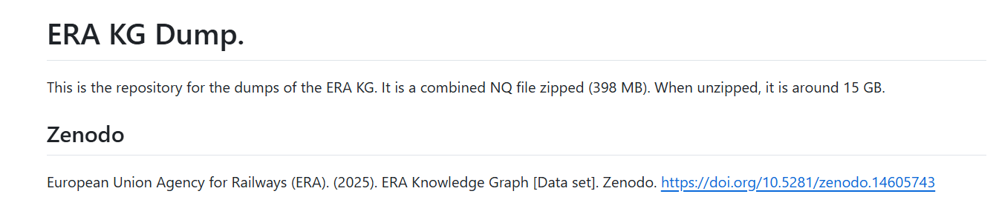 ERA KG Dump.
This is the repository for the dumps of the ERA KG. It is a combined NQ file zipped (398 MB). When unzipped, it is around 15 GB.
Zenodo
European Union Agency for Railways (ERA). (2025). ERA Knowledge Graph [Data set]. Zenodo. https://doi.org/10.5281/zenodo.14605743